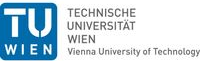 TU
WIEN
TECHNISCHE
UNIVERSITÄT
WIEN
Vienna University of Technology